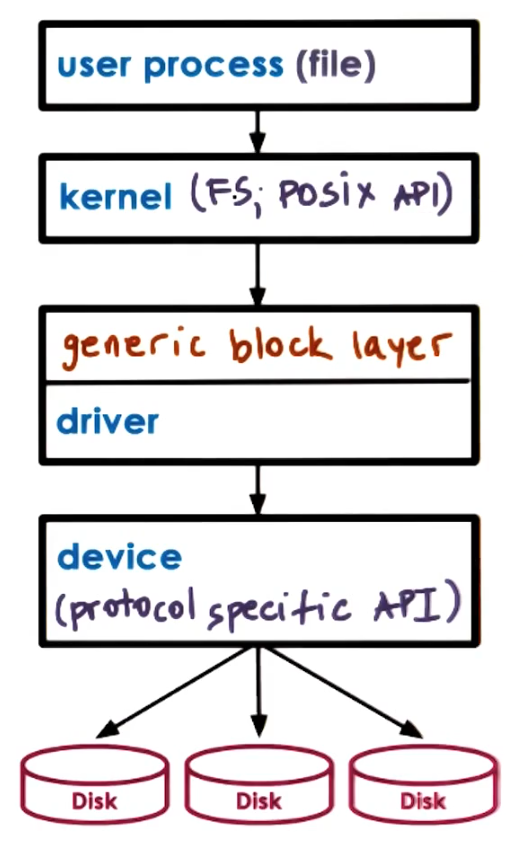 user process (file)
kernel (FS; POSIX API)
generic block layer
driver
device
(protocol specific API)
Disk Disk Disk